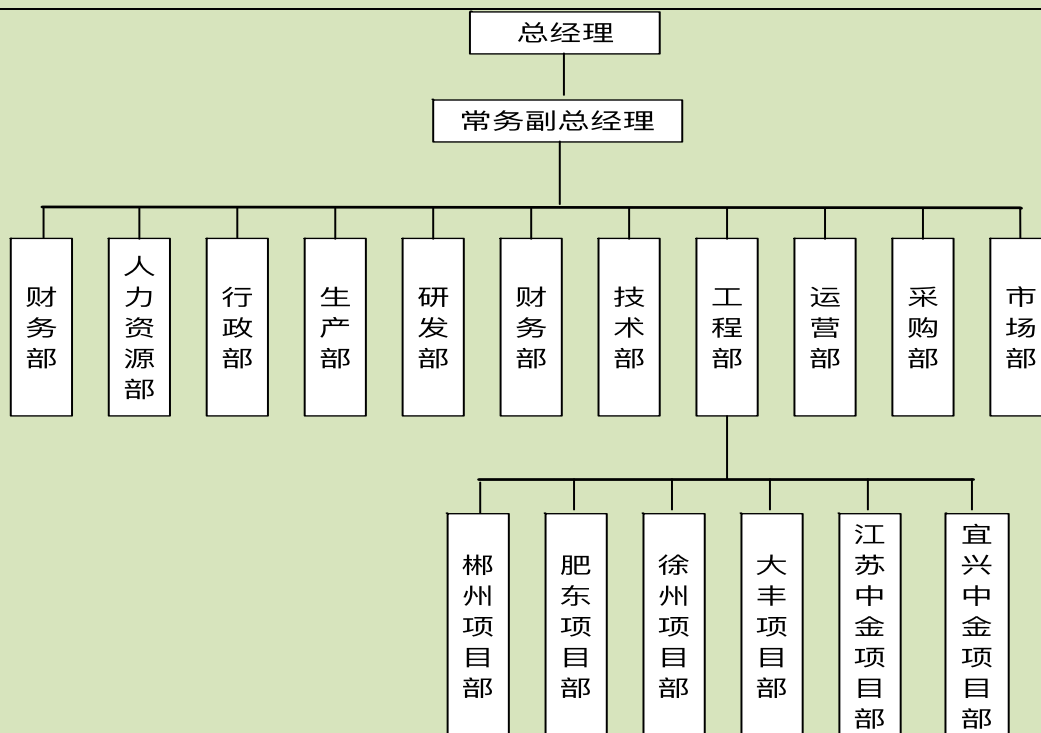 总经理
常务副总经理
财务部
人力资源部
行政部
生产部
研发部
财务部
技术部
工程部
运营部
采购部
市场部
郴州项目部
肥东项目部
徐州项目部
大丰项目部
江苏中金项目部
宜兴中金项目部